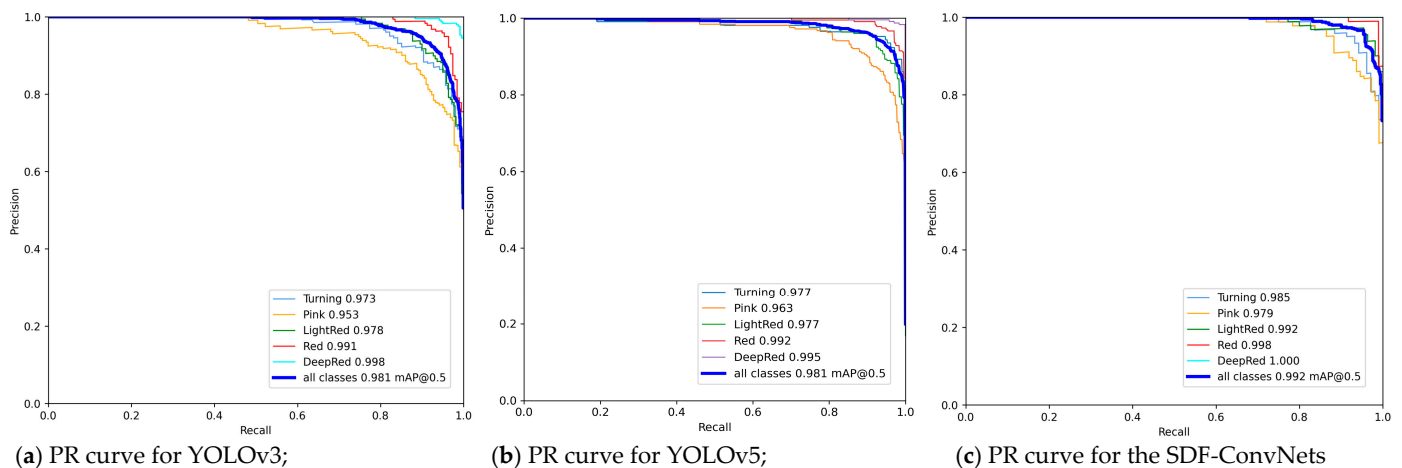 1.0
0.8
0.6
0.4
0.2
0.0
Precision
0.0 0.2 0.4 0.6 0.8 1.0
Recall
Turning 0.973
Pink 0.953
LightRed 0.978
Red 0.991
DeepRed 0.998
all classes 0.981 mAP@0.5
(a) PR curve for YOLOv3;
1.0
0.8
0.6
0.4
0.2
0.0
Precision
0.0 0.2 0.4 0.6 0.8 1.0
Recall
Turning 0.977
Pink 0.963
LightRed 0.977
Red 0.992
DeepRed 0.995
all classes 0.981 mAP@0.5
(b) PR curve for YOLOv5;
1.0
0.8
0.6
0.4
0.2
0.0
Precision
0.0 0.2 0.4 0.6 0.8 1.0
Recall
Turning 0.985
Pink 0.979
LightRed 0.992
Red 0.998
DeepRed 1.000
all classes 0.992 mAP@0.5
(c) PR curve for the SDF-ConvNets